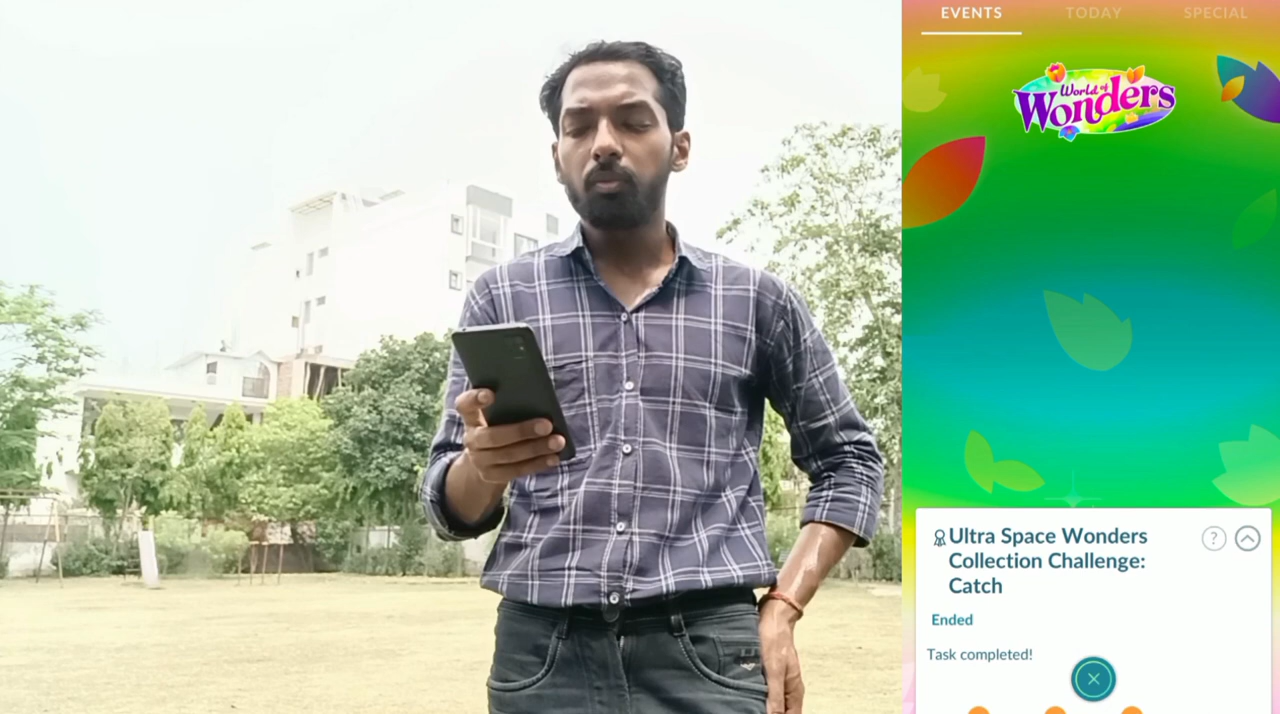 EVENTS TODAY SPECIAL
World of
Wonders
Ultra Space Wonders
Collection Challenge:
Catch
?
Ended
Task completed!